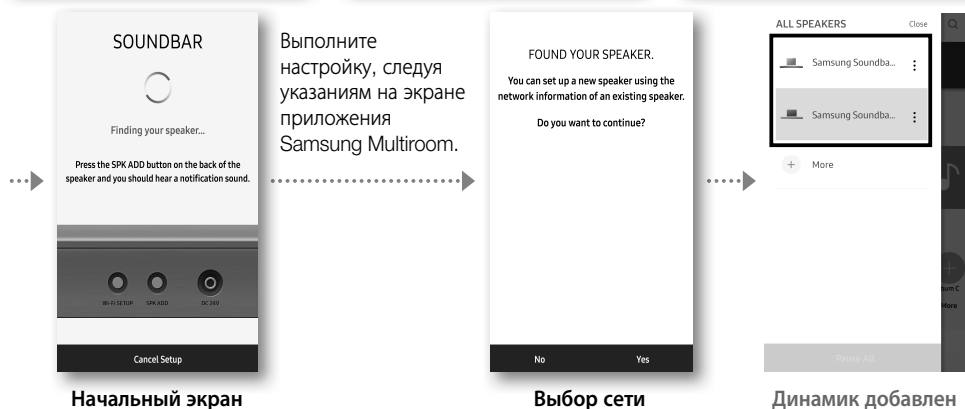 SOUNDBAR
Finding your speaker...
Press the SPK ADD button on the back of the
speaker and you should hear a notification sound.
Wi-Fi SETUP
SPK ADD
DC 24V
Cancel Setup
Начальный экран
Выполните
настройку, следуя
указаниям на экране
приложения
Samsung Multiroom.
FOUND YOUR SPEAKER.
You can set up a new speaker using the
network information of an existing speaker.
Do you want to continue?
No
Yes
Выбор сети
ALL SPEAKERS
Close
Samsung Soundba...
Samsung Soundba...
+ More
num C
More
Pause All
Динамик добавлен